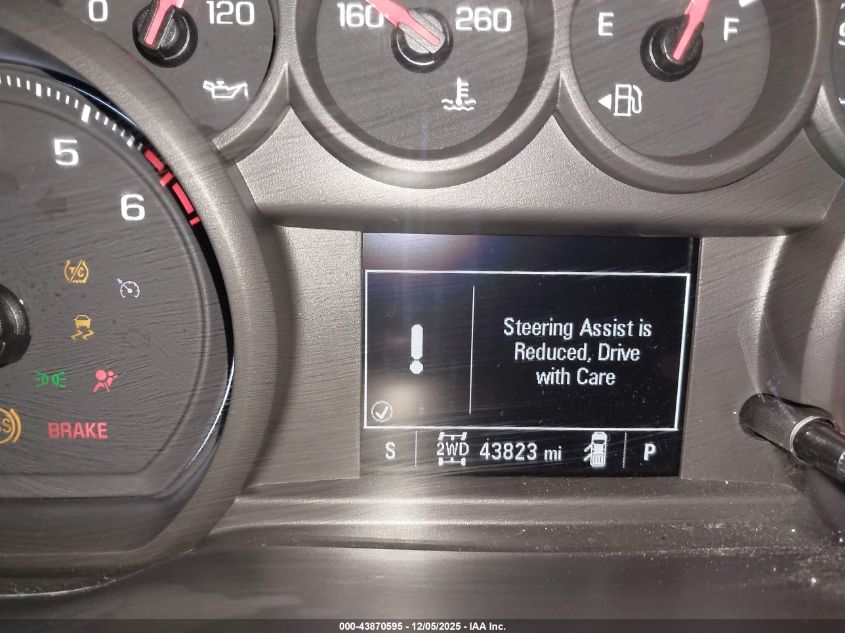 0 120
160 260
E F
5
6
T/C
BRAKE
Steering Assist is
Reduced, Drive
with Care
S 2WD 43823 mi P
000-43870595 - 12/05/2025 - IAA Inc.